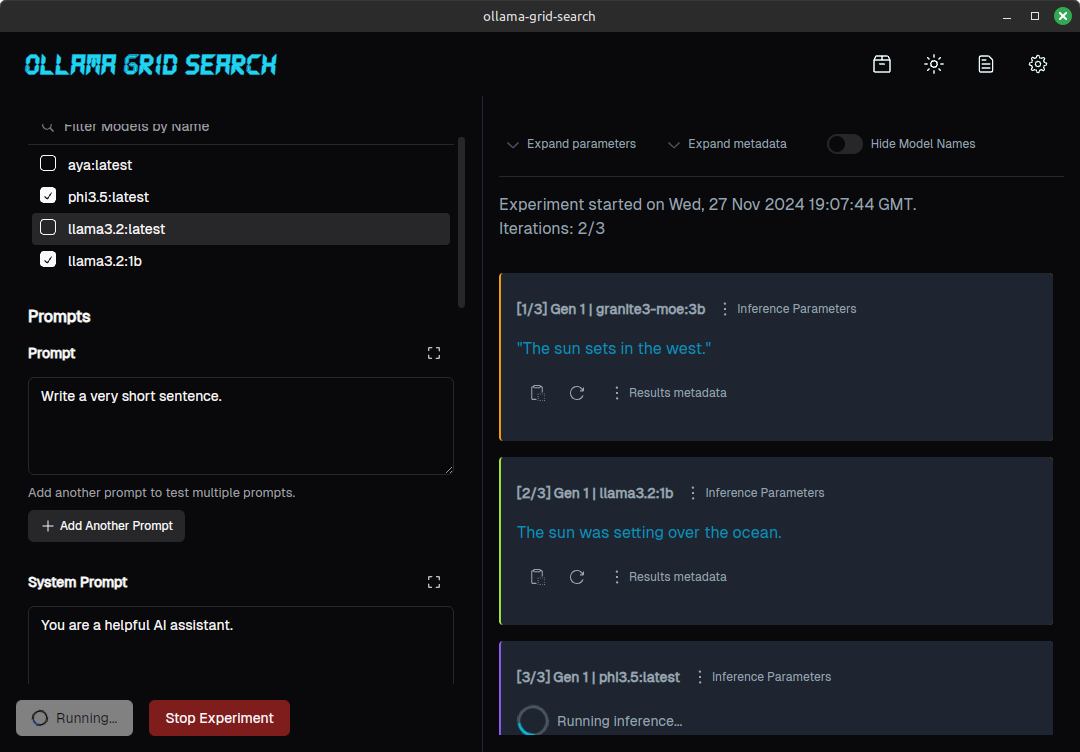 ollama-grid-search
OLLAMA GRID SEARCH
Filter Models by Name
aya:latest
phi3.5:latest
llama3.2:latest
llama3.2:1b
Prompts
Prompt
Write a very short sentence.
Add another prompt to test multiple prompts.
Add Another Prompt
System Prompt
You are a helpful AI assistant.
Running...
Stop Experiment
Expand parameters
Expand metadata
Hide Model Names
Experiment started on Wed, 27 Nov 2024 19:07:44 GMT.
Iterations: 2/3
[1/3] Gen 1 | granite3-moe:3b
Inference Parameters
"The sun sets in the west."
Results metadata
[2/3] Gen 1 | llama3.2:1b
Inference Parameters
The sun was setting over the ocean.
Results metadata
[3/3] Gen 1 | phi3.5:latest
Inference Parameters
Running inference...